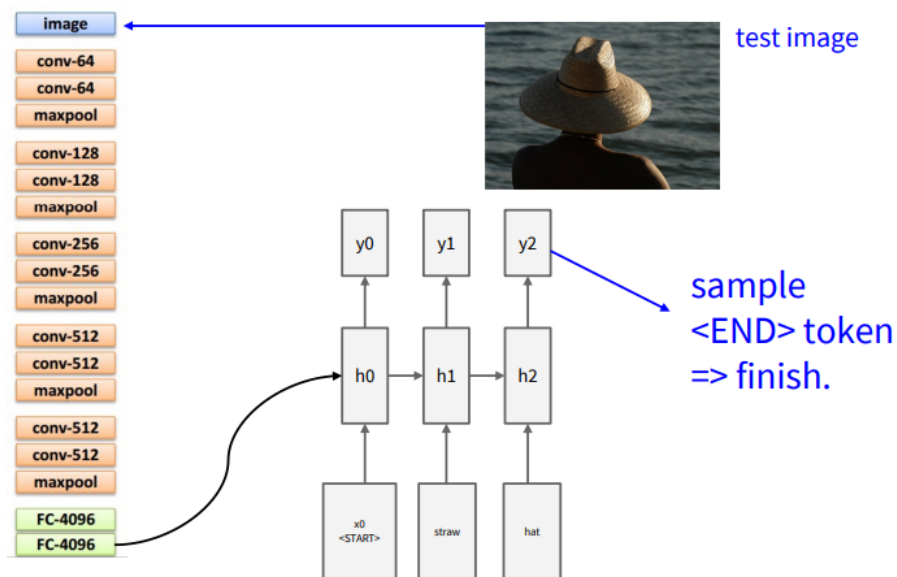 image
conv-64
conv-64
maxpool
conv-128
conv-128
maxpool
conv-256
conv-256
maxpool
conv-512
conv-512
maxpool
conv-512
conv-512
maxpool
FC-4096
FC-4096
test image
y0 y1 y2
h0 h1 h2
x0
<START>
straw
hat
sample
<END> token
=> finish.